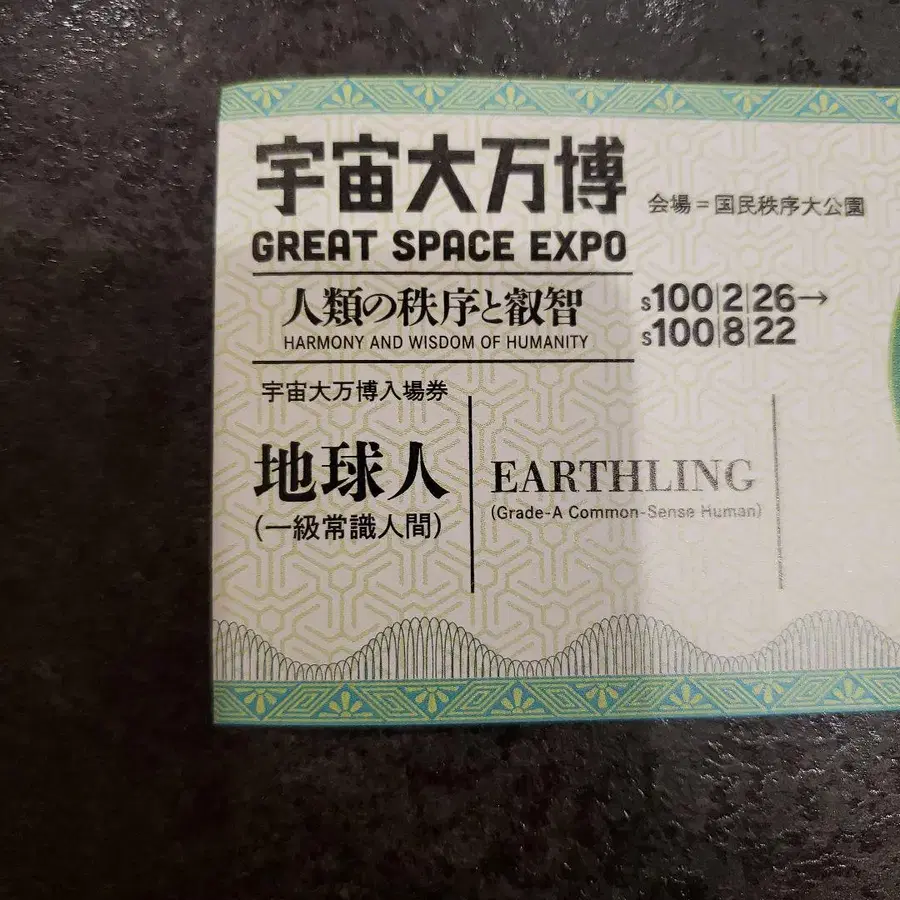 宇宙大万博
GREAT SPACE EXPO
人類の秩序と叡智
HARMONY AND WISDOM OF HUMANITY
会場=国民秩序大公園
S100|2|26→
S100|8|22
宇宙大万博入場券
地球人
(一級常識人間)
EARTHLING
(Grade-A Common-Sense Human)